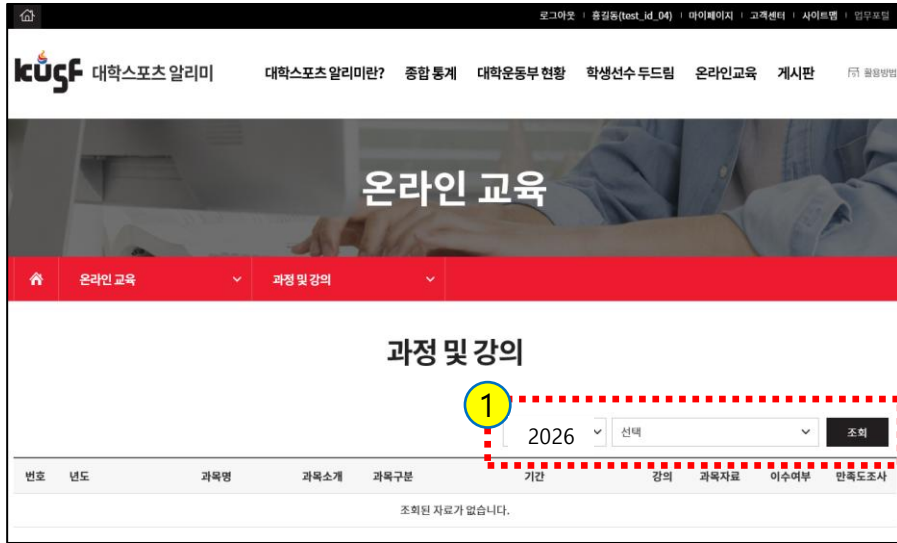 로그아웃 | 홍길동(test_id_04) | 마이페이지 | 고객센터 | 사이트맵 | 업무포털
kusf 대학스포츠 알리미 대학스포츠 알리미란? 종합 통계 대학운동부 현황 학생선수 두드림 온라인교육 게시판 활용방법
온라인 교육
온라인 교육 과정 및 강의
과정 및 강의
1
2026 선택 조회
번호 년도 과목명 과목소개 과목구분 기간 강의 과목자료 이수여부 만족도조사
조회된 자료가 없습니다.